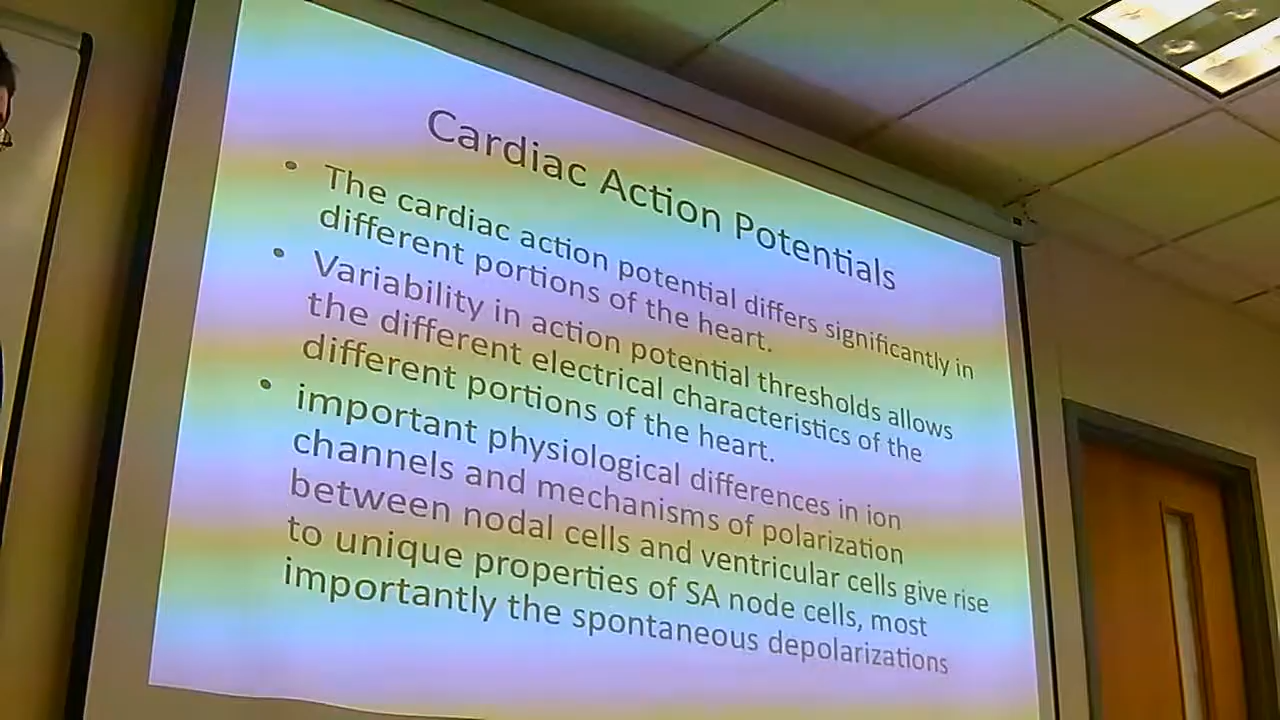 Cardiac Action Potentials
• The cardiac action potential differs significantly in
different portions of the heart.
• Variability in action potential thresholds allows
the different electrical characteristics of the
different portions of the heart.
• important physiological differences in ion
channels and mechanisms of polarization
between nodal cells and ventricular cells give rise
to unique properties of SA node cells, most
importantly the spontaneous depolarizations